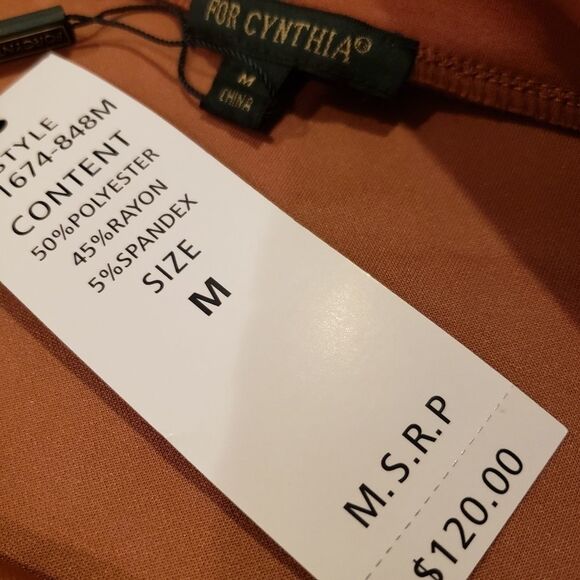 FOR CYNTHIA®
M
CHINA
STYLE
1674-848M
CONTENT
50%POLYESTER
45%RAYON
5%SPANDEX
SIZE
M
M.S.R.P
$120.00